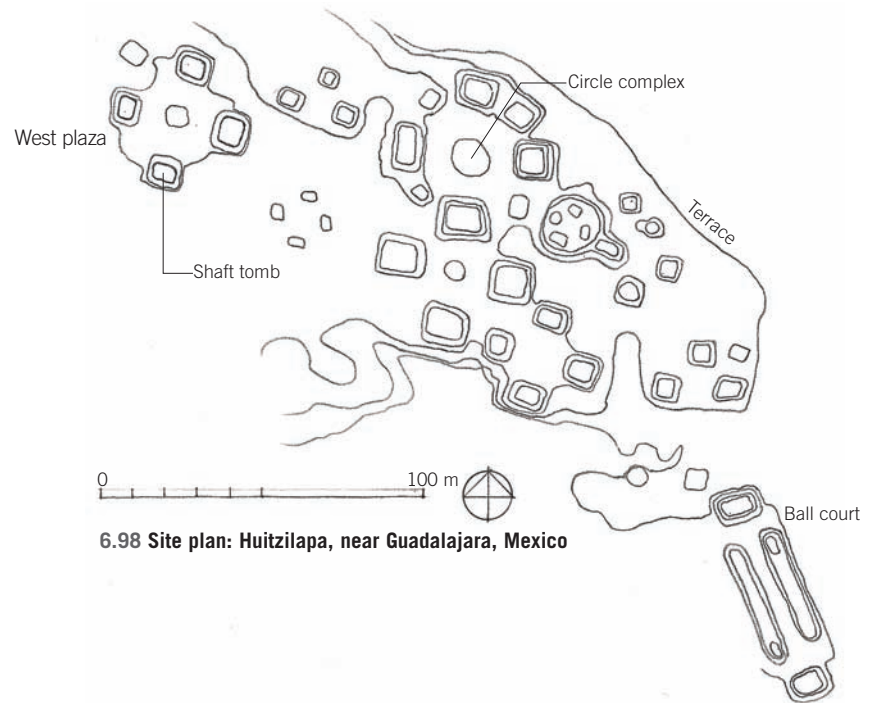 Circle complex
West plaza
Terrace
Shaft tomb
0 100 m
Ball court
6.98 Site plan: Huitzilapa, near Guadalajara, Mexico